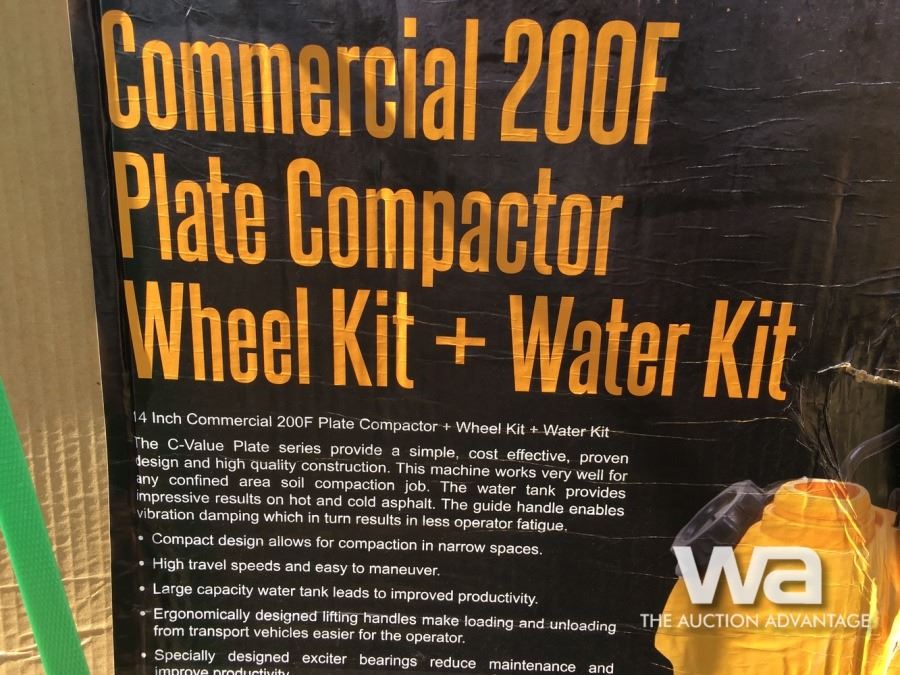 Commercial 200F
Plate Compactor
Wheel Kit + Water Kit
14 Inch Commercial 200F Plate Compactor + Wheel Kit + Water Kit
The C-Value Plate series provide a simple, cost effective, proven
design and high quality construction. This machine works very well for
any confined area soil compaction job. The water tank provides
impressive results on hot and cold asphalt. The guide handle enables
vibration damping which in turn results in less operator fatigue.
• Compact design allows for compaction in narrow spaces.
• High travel speeds and easy to maneuver.
• Large capacity water tank leads to improved productivity.
• Ergonomically designed lifting handles make loading and unloading
from transport vehicles easier for the operator.
• Specially designed exciter bearings reduce maintenance and
improve productivity.
wa
THE AUCTION ADVANTAGE